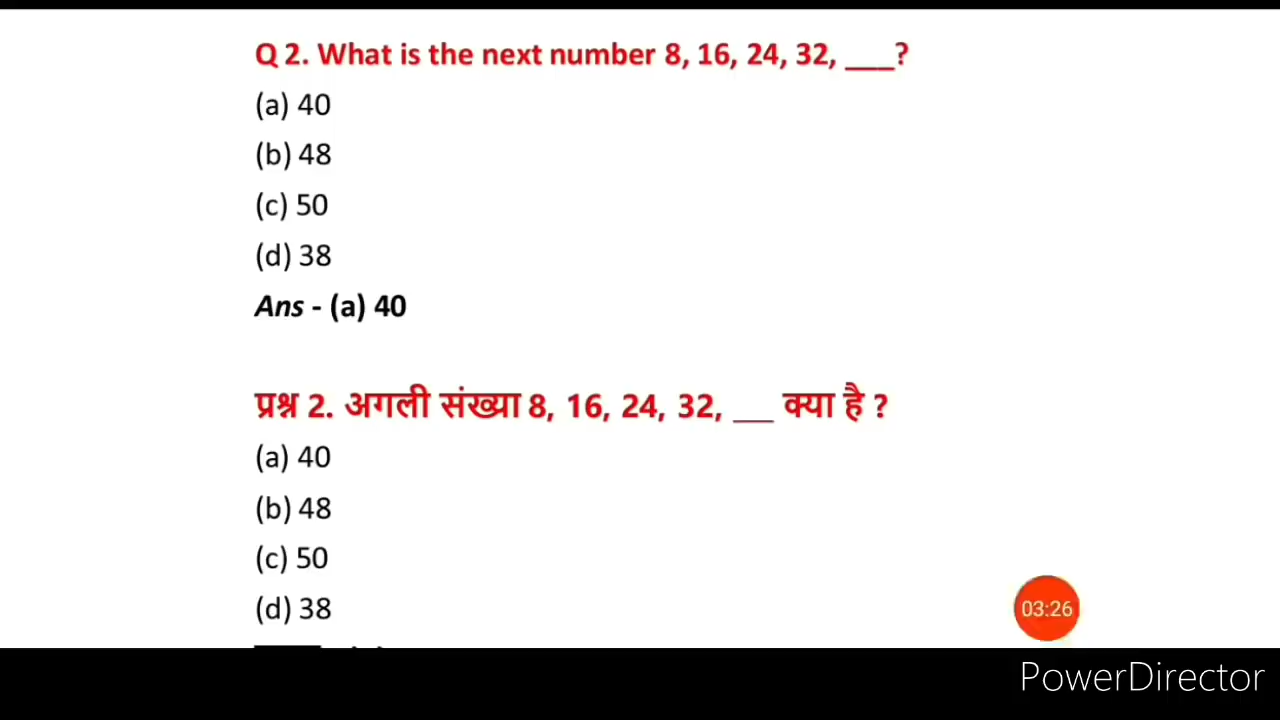 Q 2. What is the next number 8, 16, 24, 32, ___?
(a) 40
(b) 48
(c) 50
(d) 38
Ans - (a) 40
प्रश्न 2. अगली संख्या 8, 16, 24, 32, __ क्या है ?
(a) 40
(b) 48
(c) 50
(d) 38
03:26
PowerDirector